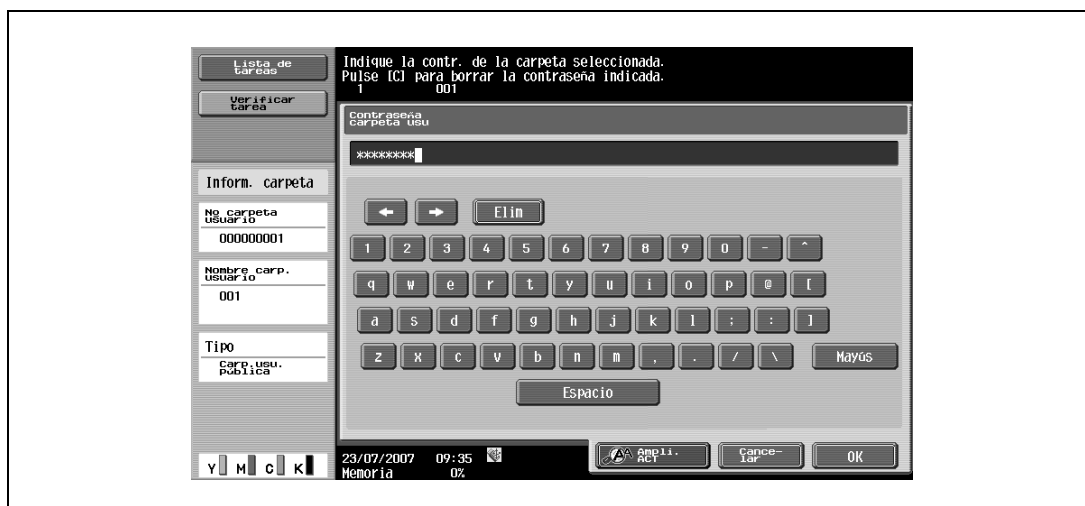 Lista de
tareas
Verificar
tarea
Indique la contr. de la carpeta seleccionada.
Pulse [C] para borrar la contraseña indicada.
1 001
Contraseña
carpeta usu
********
Inform. carpeta
No carpeta
usuario
000000001
Nombre carp.
usuario
001
Tipo
Carp.usu.
pública
← → Elim
1 2 3 4 5 6 7 8 9 0 - ^
q w e r t y u i o p @ [
a s d f g h j k l ; : ]
z x c v b n m , . / \ Mayús
Espacio
Y M C K
23/07/2007 09:35
Memoria 0%
Ampli.
ACT
Cance-
lar
OK